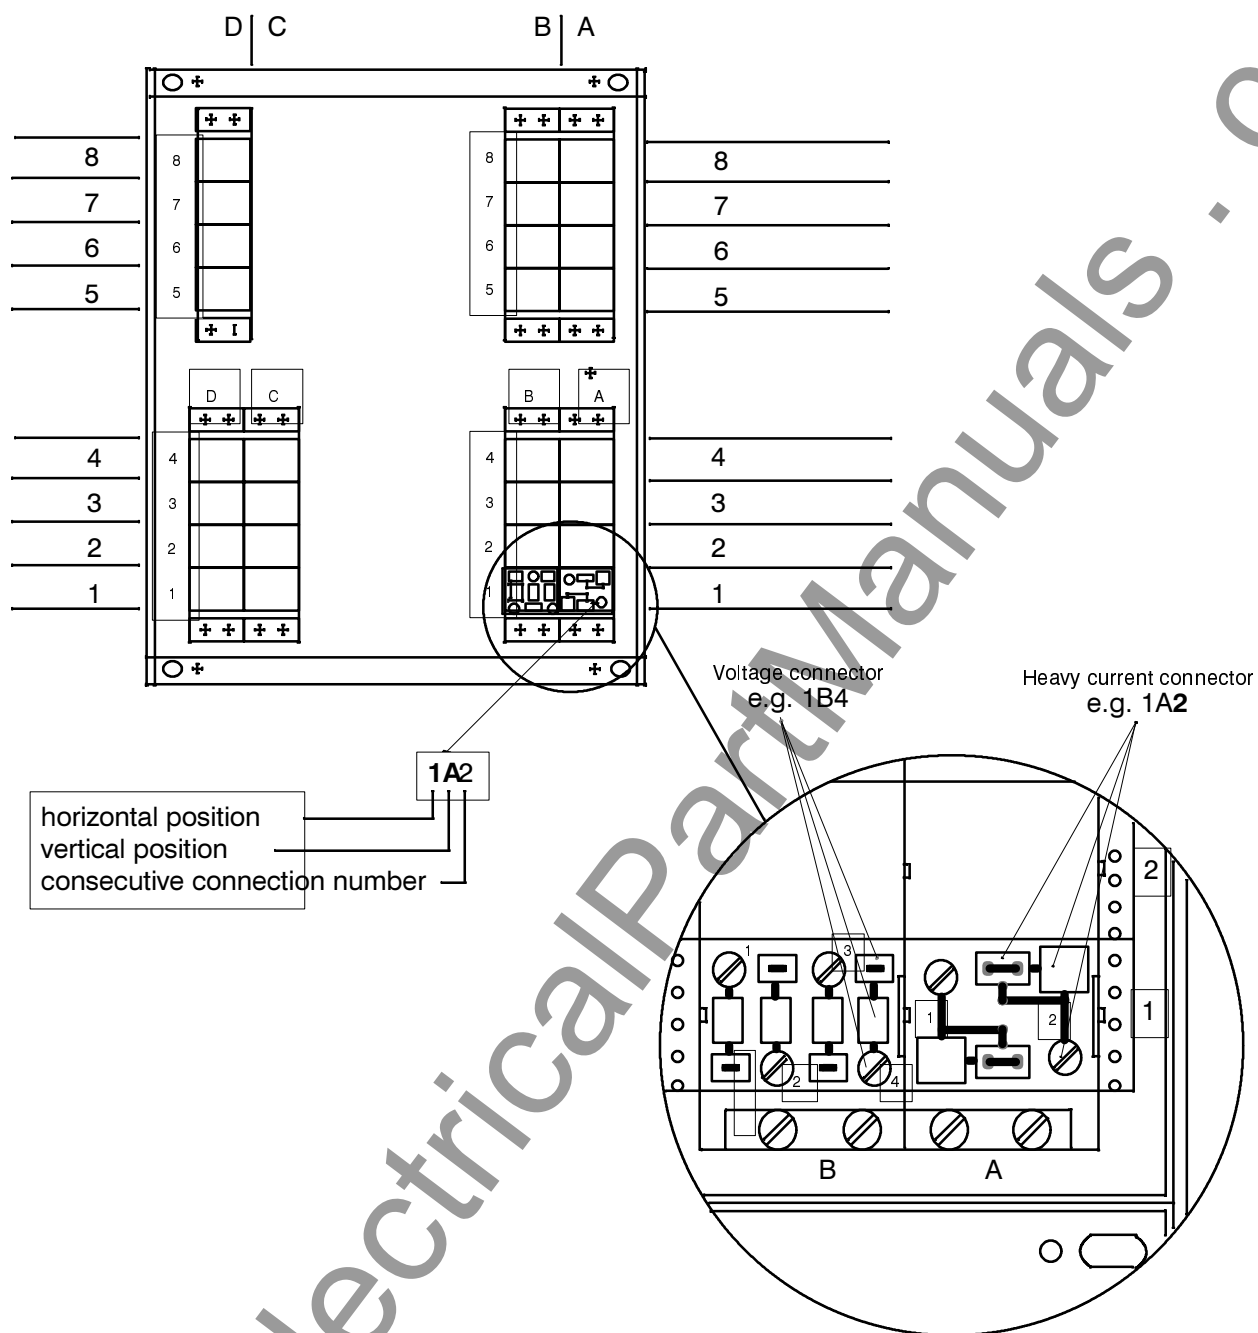 D C B A
8 8 8 8
7 7 7 7
6 6 6 6
5 5 5 5
D C B A
4 4 4 4
3 3 3 3
2 2 2 2
1 1 1 1
Voltage connector
e.g. 1B4
Heavy current connector
e.g. 1A2
1A2
horizontal position
vertical position
consecutive connection number
2
1 3
1 2 1
2 4
B A
electricalPartManuals . c